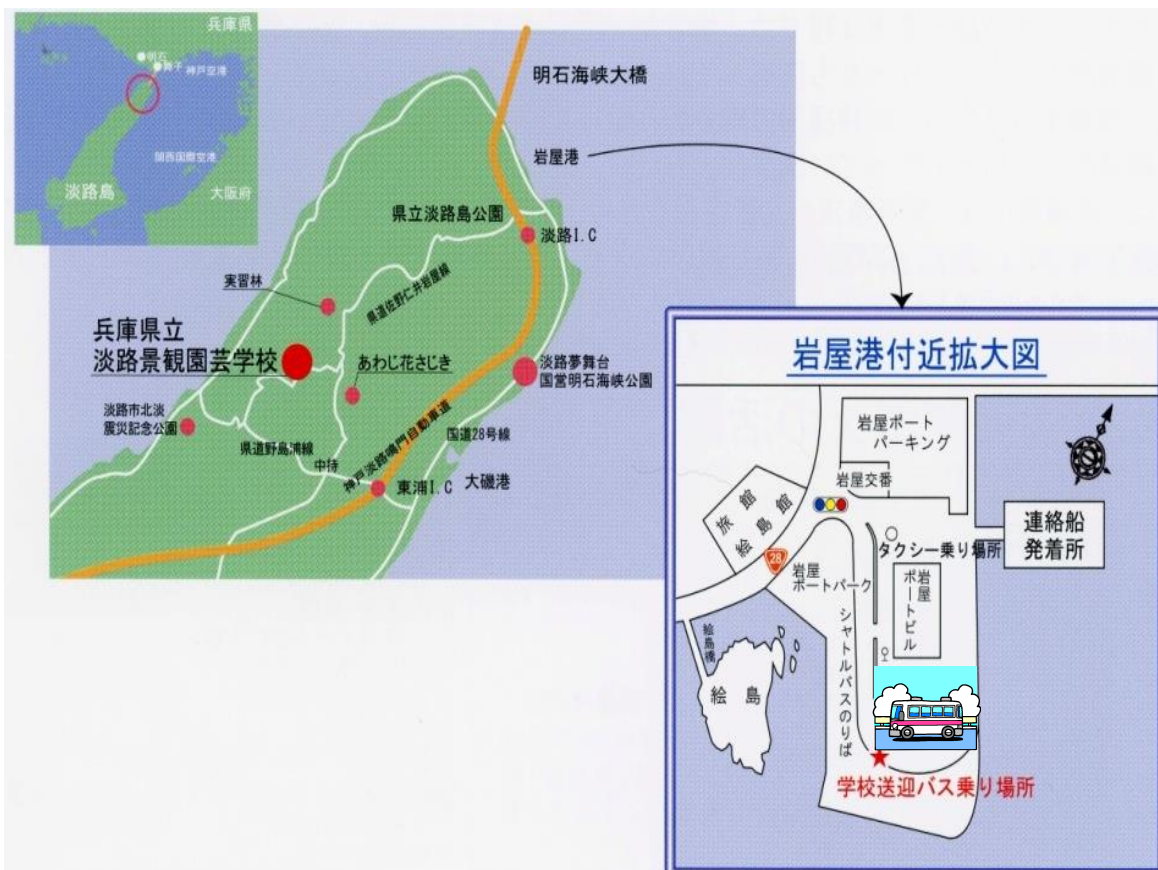 兵庫県
明石
舞子
神戸空港
関西国際空港
淡路島
大阪府
明石海峡大橋
岩屋港
県立淡路島公園
淡路I.C
実習林
県道佐野仁井岩屋線
兵庫県立
淡路景観園芸学校
あわじ花さじき
淡路夢舞台
国営明石海峡公園
淡路市北淡
震災記念公園
神戸淡路鳴門自動車道
国道28号線
県道野島浦線
中持
大磯港
東浦I.C
岩屋港付近拡大図
岩屋ポート
パーキング
岩屋交番
旅館
絵島館
連絡船
発着所
タクシー乗り場所
28
岩屋
ポートパーク
岩屋
ポートビル
シャトルバスのりば
絵島橋
絵島
学校送迎バス乗り場所